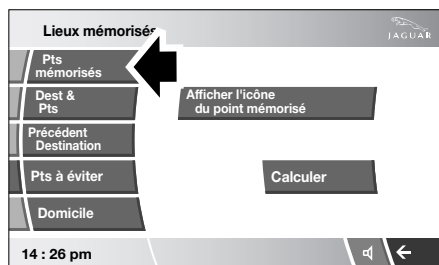 Lieux mémorisés
JAGUAR
Pts
mémorisés
Dest &
Pts
Afficher l'icône
du point mémorisé
Précédent
Destination
Pts à éviter
Calculer
Domicile
14 : 26 pm